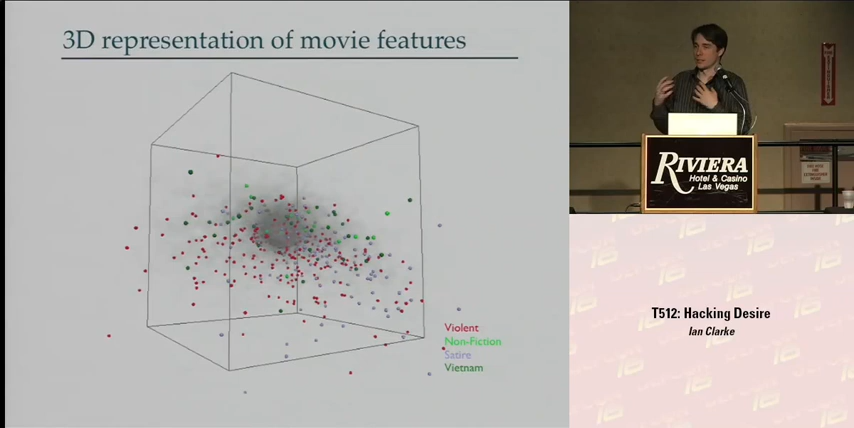 3D representation of movie features
Violent
Non-Fiction
Satire
Vietnam
RIVIERA
Hotel & Casino
Las Vegas
T512: Hacking Desire
Ian Clarke